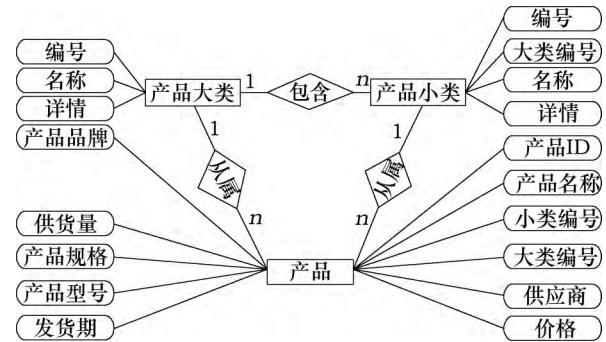 编号
名称
详情
产品品牌
产品大类
1
包含
n
产品小类
编号
大类编号
名称
详情
1
从属
n
1
从属
n
产品ID
产品名称
小类编号
大类编号
供应商
价格
供货量
产品规格
产品型号
发货期
产品